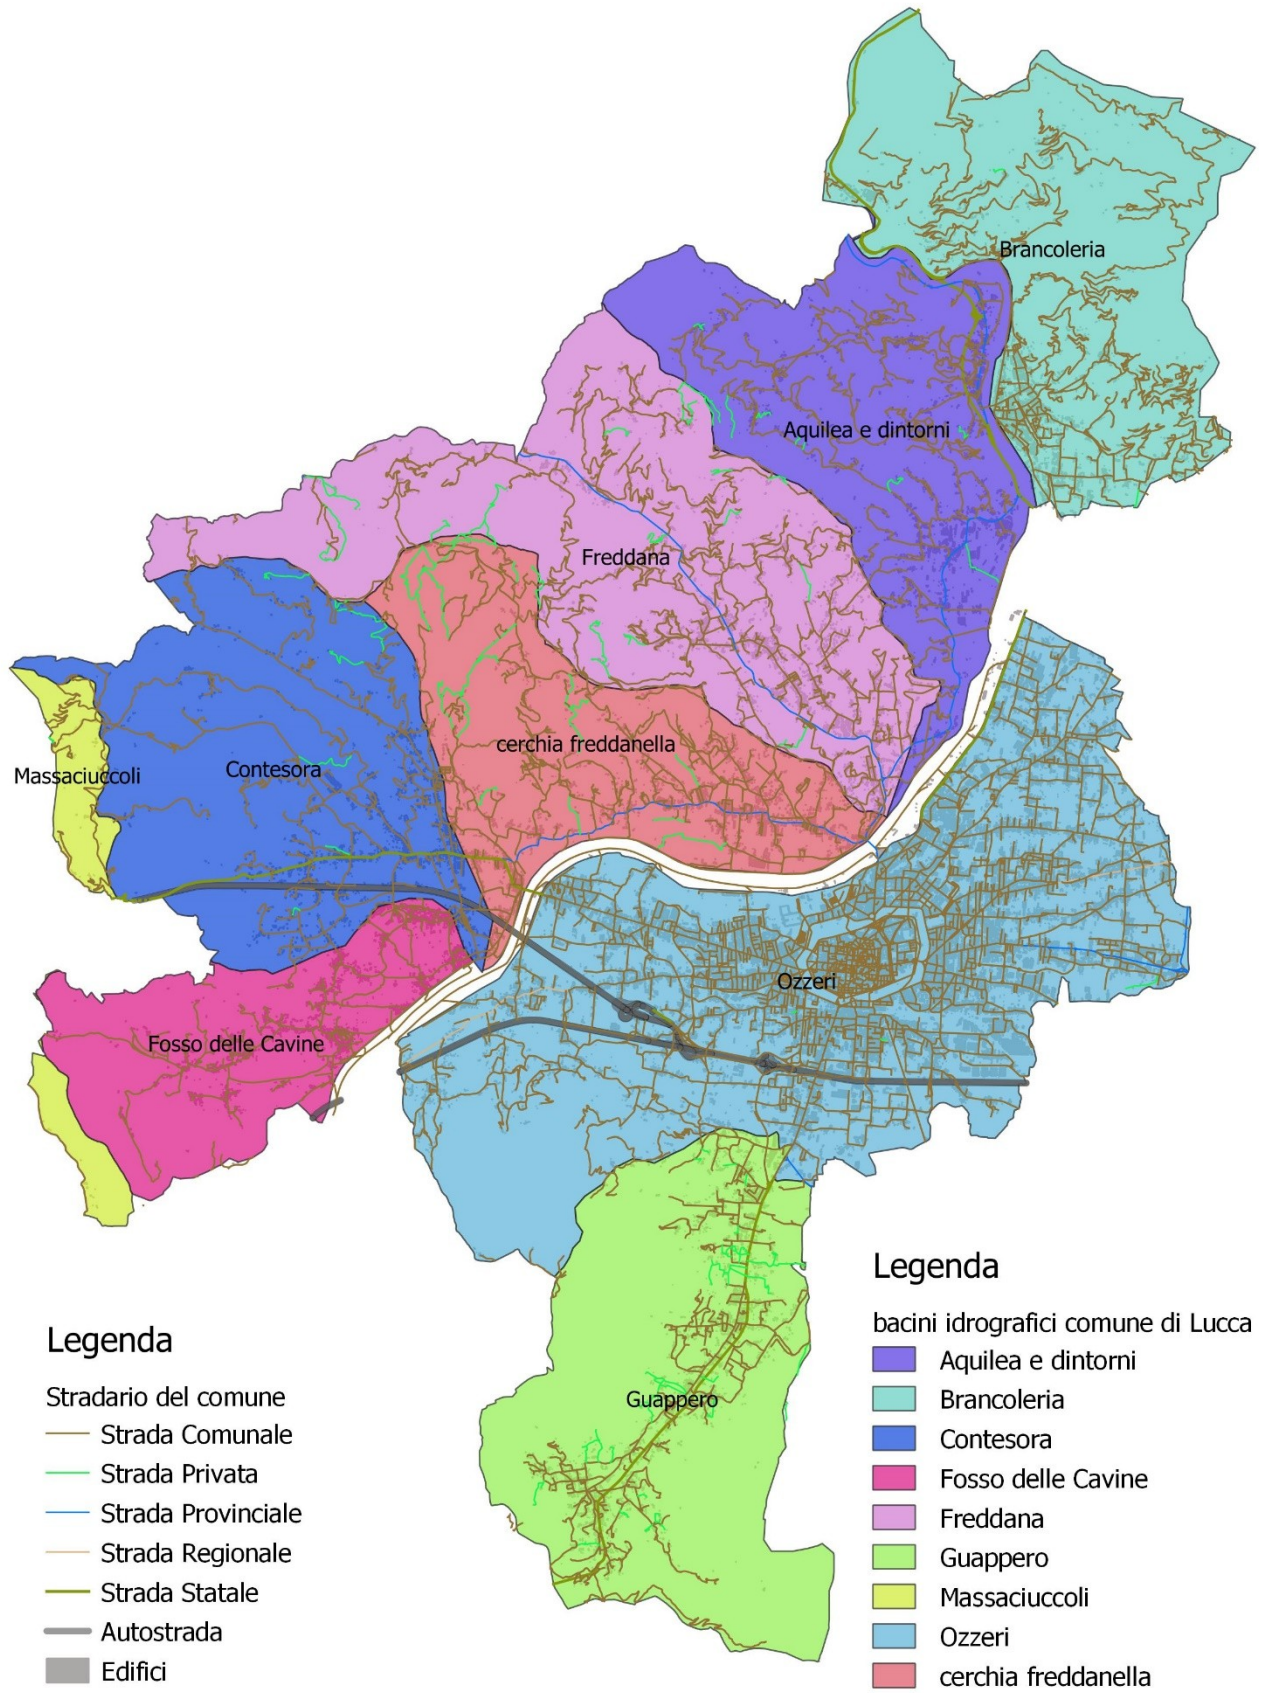 Brancoleria
Aquilea e dintorni
Freddana
cerchia freddanella
Massaciuccoli
Contesora
Ozzeri
Fosso delle Cavine
Guappero
Legenda
Stradario del comune
Strada Comunale
Strada Privata
Strada Provinciale
Strada Regionale
Strada Statale
Autostrada
Edifici
Legenda
bacini idrografici comune di Lucca
Aquilea e dintorni
Brancoleria
Contesora
Fosso delle Cavine
Freddana
Guappero
Massaciuccoli
Ozzeri
cerchia freddanella